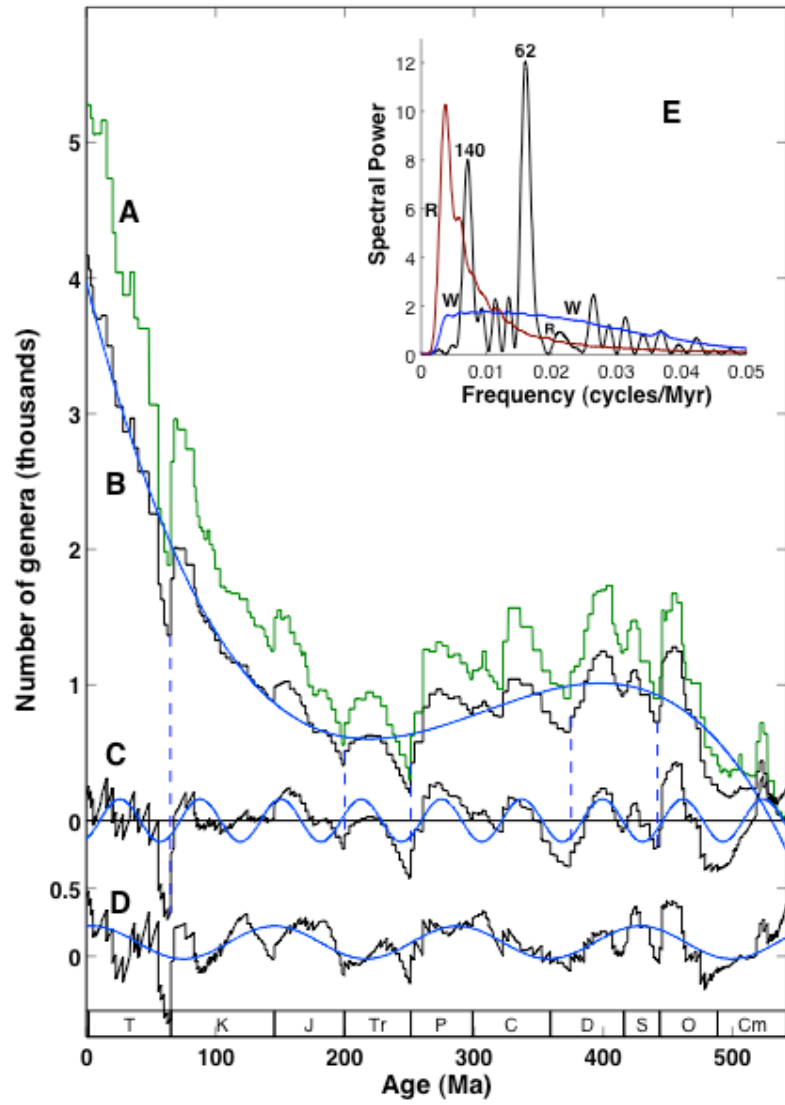 62
12
E
10
140
8
Spectral Power
R
6
4
W
W
2
R
0
0
0.01
0.02
0.03
0.04
0.05
Frequency (cycles/Myr)
5
A
4
3
B
2
1
C
0
0.5
D
0
Number of genera (thousands)
T K J Tr P C D S O Cm
0 100 200 300 400 500
Age (Ma)